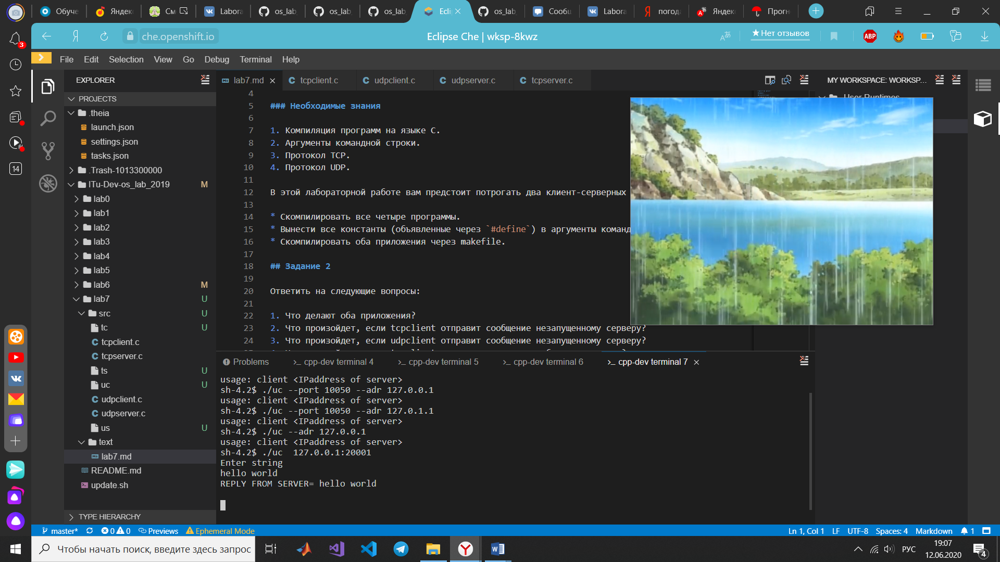 Обуче
Яндекс
См
Labora
os_lab
os_lab
os_lab
Ecli
os_lab
Сообщ
Labora
погода
Яндекс
Прогн
che.openshift.io
Eclipse Che | wksp-8kwz
★Нет отзывов
ABP
3
File Edit Selection View Go Debug Terminal Help
EXPLORER
lab7.md
tcpclient.c
udpclient.c
udpserver.c
tcpserver.c
MY WORKSPACE: WORKSP...
User Runtimes
14
PROJECTS
.theia
launch.json
settings.json
tasks.json
.Trash-1013300000
ITu-Dev-os_lab_2019 M
lab0
lab1
lab2
lab3
lab4
lab5
lab6 M
lab7 U
src U
tc U
tcpclient.c
tcpserver.c
ts U
uc U
udpclient.c
udpserver.c
us U
text
lab7.md
README.md
update.sh
TYPE HIERARCHY
4
5 ### Необходимые знания
6
7 1. Компиляция программ на языке C.
8 2. Аргументы командной строки.
9 3. Протокол TCP.
10 4. Протокол UDP.
11
12 В этой лабораторной работе вам предстоит потрогать два клиент-серверных
13
14 * Скомпилировать все четыре программы.
15 * Вынести все константы (объявленные через `#define`) в аргументы команд
16 * Скомпилировать оба приложения через makefile.
17
18 ## Задание 2
19
20 Ответить на следующие вопросы:
21
22 1. Что делают оба приложения?
23 2. Что произойдет, если tcpclient отправит сообщение незапущенному серверу?
24 3. Что произойдет, если udpclient отправит сообщение незапущенному серверу?
Problems
>_ cpp-dev terminal 4
>_ cpp-dev terminal 5
>_ cpp-dev terminal 6
>_ cpp-dev terminal 7
usage: client <IPaddress of server>
sh-4.2$ ./uc --port 10050 --adr 127.0.0.1
usage: client <IPaddress of server>
sh-4.2$ ./uc --port 10050 --adr 127.0.1.1
usage: client <IPaddress of server>
sh-4.2$ ./uc --adr 127.0.0.1
usage: client <IPaddress of server>
sh-4.2$ ./uc  127.0.0.1:20001
Enter string
hello world
REPLY FROM SERVER= hello world
master* 0 0 Previews Ephemeral Mode
Ln 1, Col 1 LF UTF-8 Spaces: 4 Markdown 1
Чтобы начать поиск, введите здесь запрос
РУС
19:07
12.06.2020
4